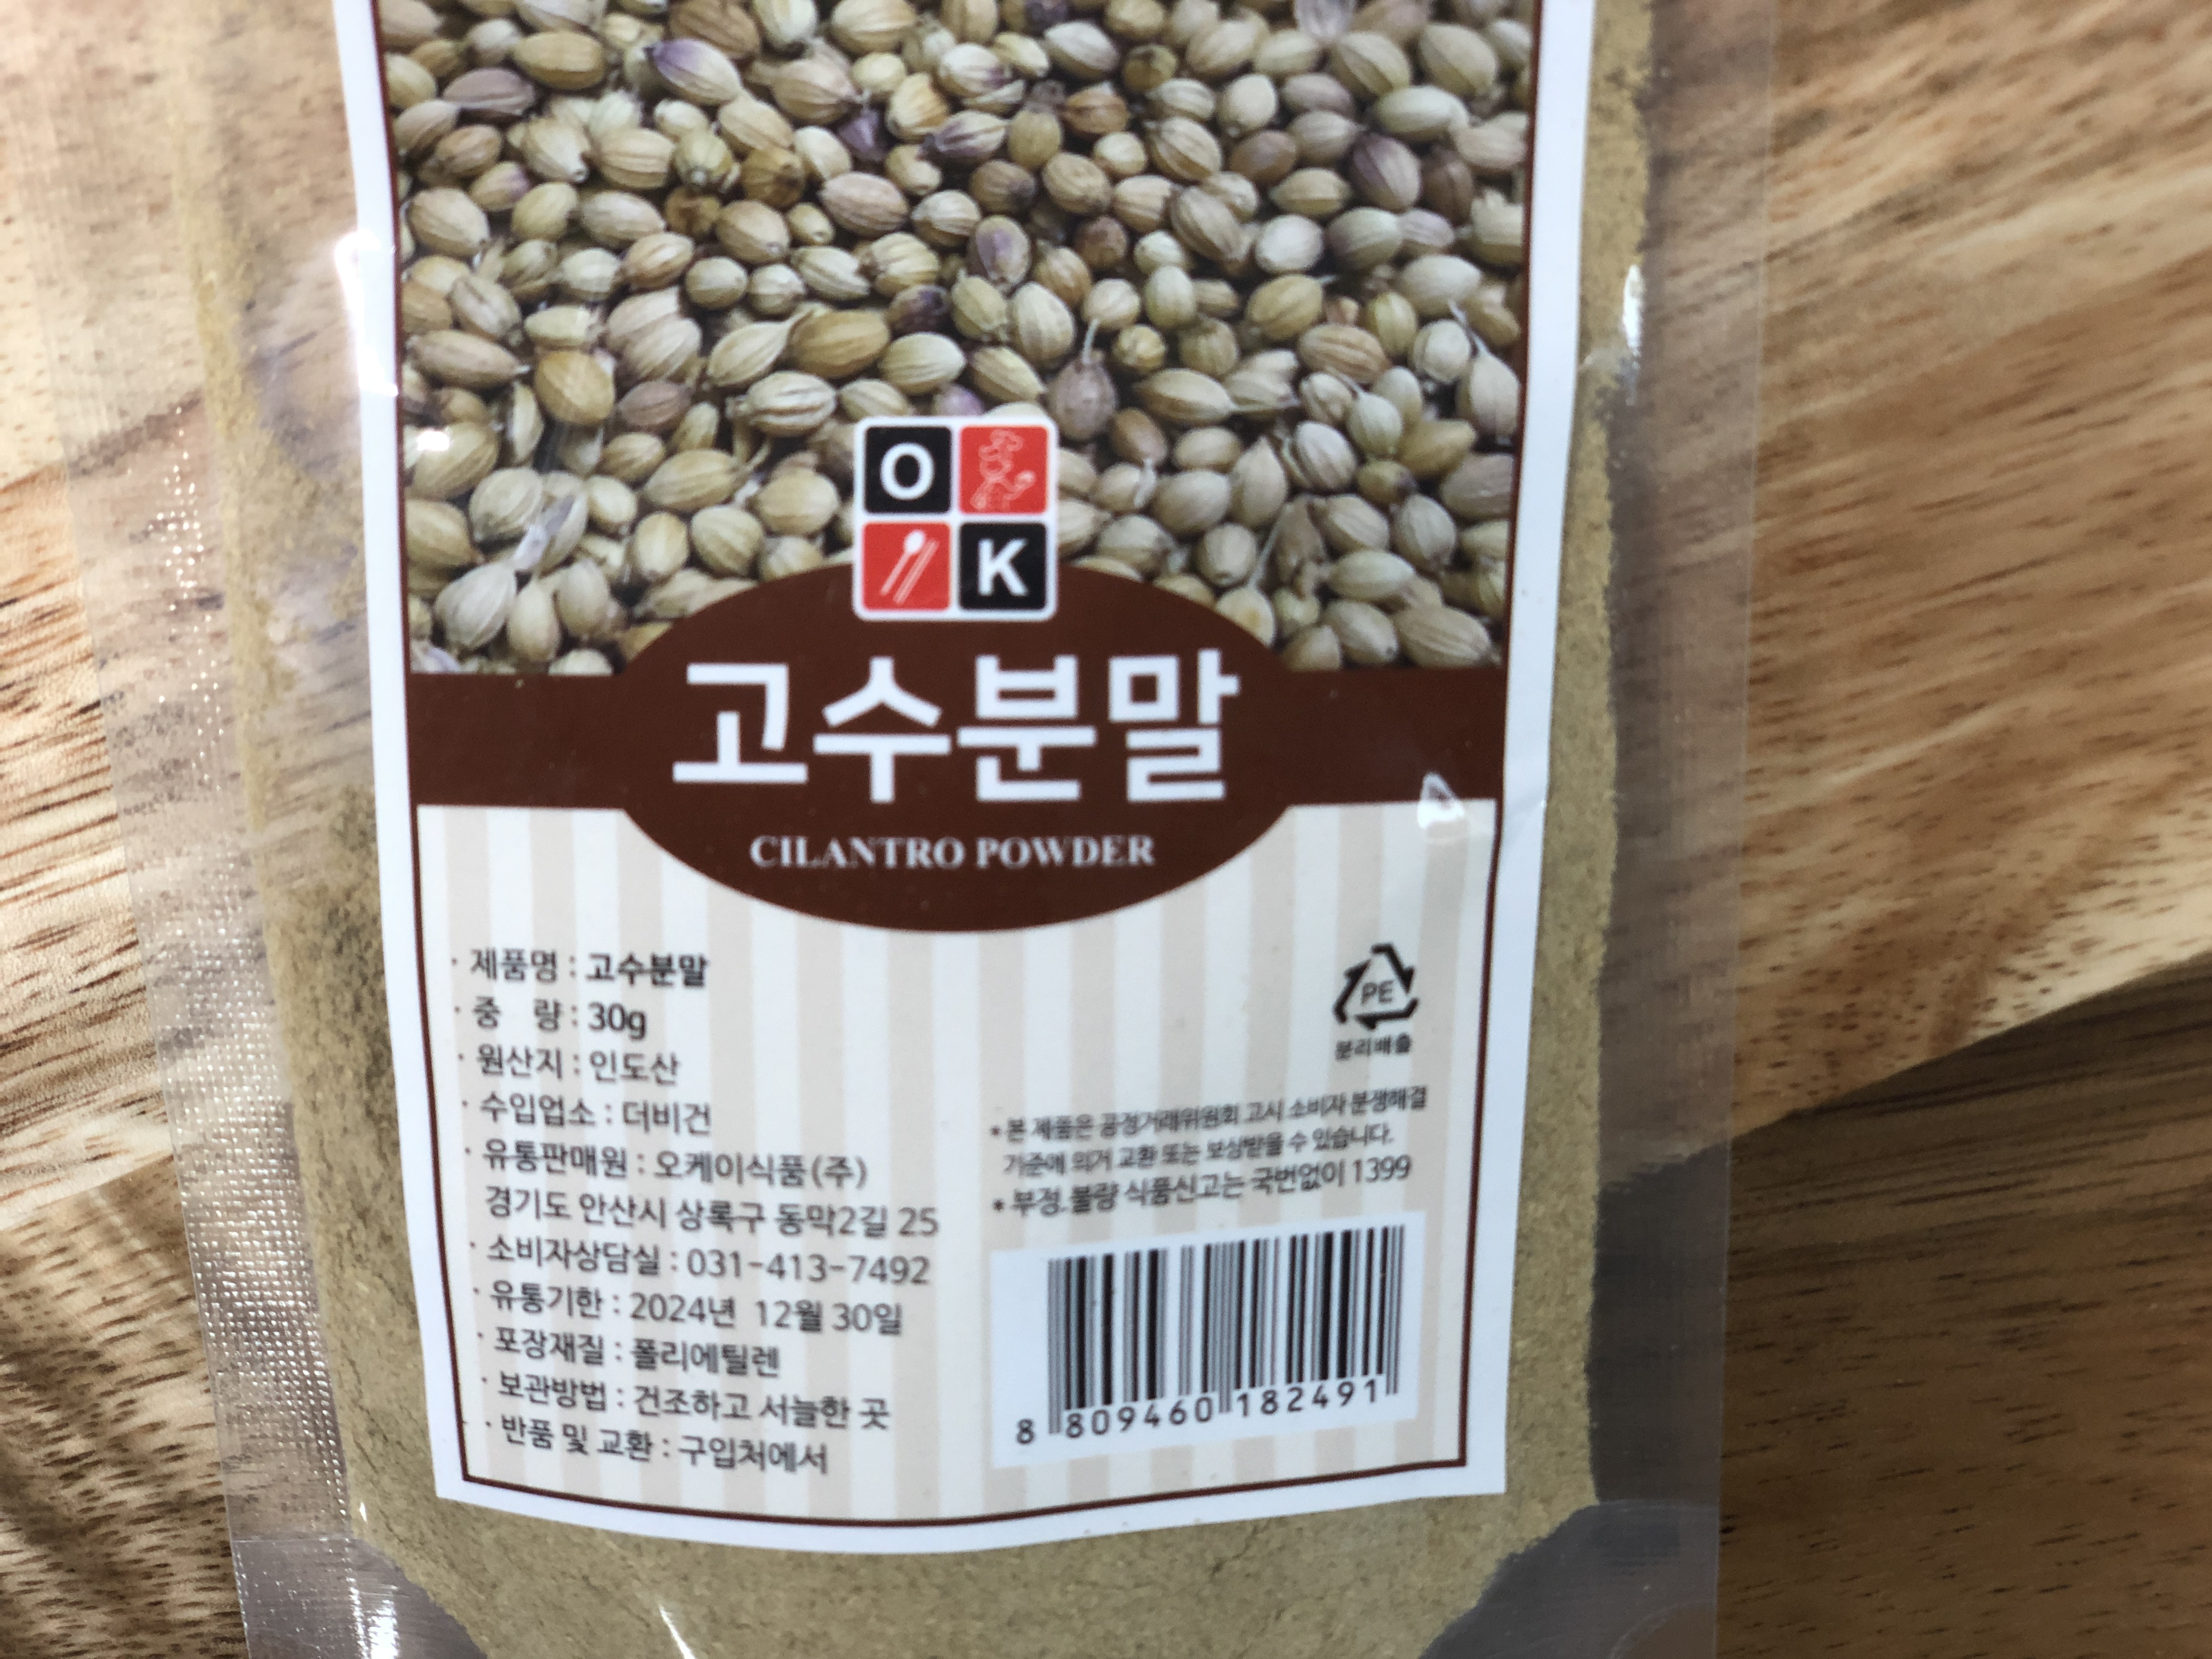 O
K
고수분말
CILANTRO POWDER
· 제품명 : 고수분말
· 중 량 : 30g
· 원산지 : 인도산
· 수입업소 : 더비건
· 유통판매원 : 오케이식품(주)
경기도 안산시 상록구 동막2길 25
· 소비자상담실 : 031-413-7492
· 유통기한 : 2024년 12월 30일
· 포장재질 : 폴리에틸렌
· 보관방법 : 건조하고 서늘한 곳
· 반품 및 교환 : 구입처에서
PE
분리배출
* 본 제품은 공정거래위원회 고시 소비자 분쟁해결
기준에 의거 교환 또는 보상받을 수 있습니다.
* 부정.불량 식품신고는 국번없이 1399
8 809460 182491